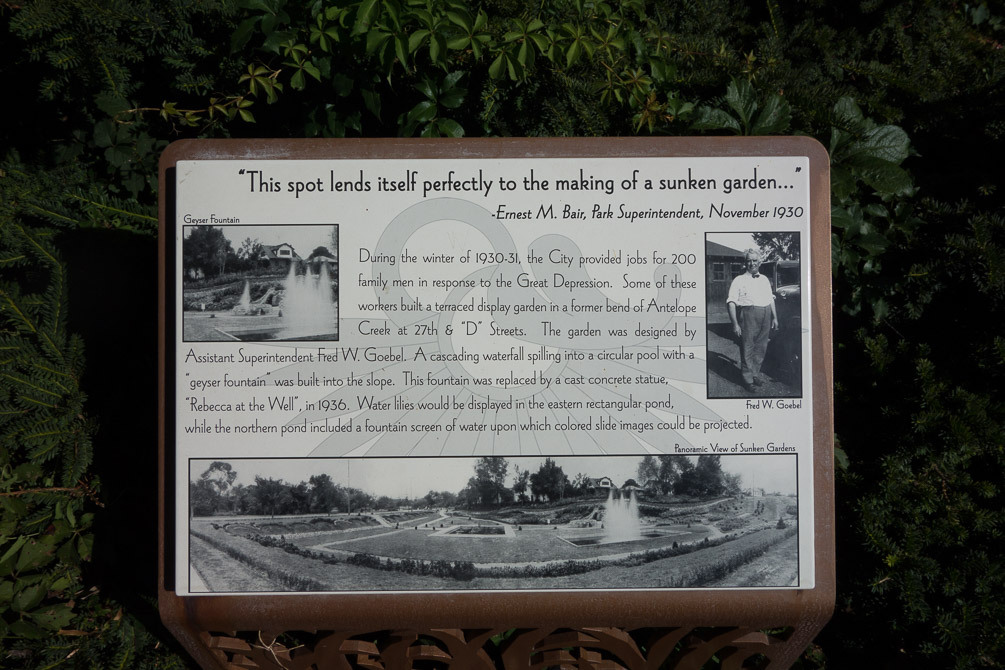 “This spot lends itself perfectly to the making of a sunken garden...”
-Ernest M. Bair, Park Superintendent, November 1930
Geyser Fountain
During the winter of 1930-31, the City provided jobs for 200
family men in response to the Great Depression. Some of these
workers built a terraced display garden in a former bend of Antelope
Creek at 27th & “D” Streets. The garden was designed by
Assistant Superintendent Fred W. Goebel. A cascading waterfall spilling into a circular pool with a
“geyser fountain” was built into the slope. This fountain was replaced by a cast concrete statue,
“Rebecca at the Well”, in 1936. Water lilies would be displayed in the eastern rectangular pond,
while the northern pond included a fountain screen of water upon which colored slide images could be projected.
Fred W. Goebel
Panoramic View of Sunken Gardens